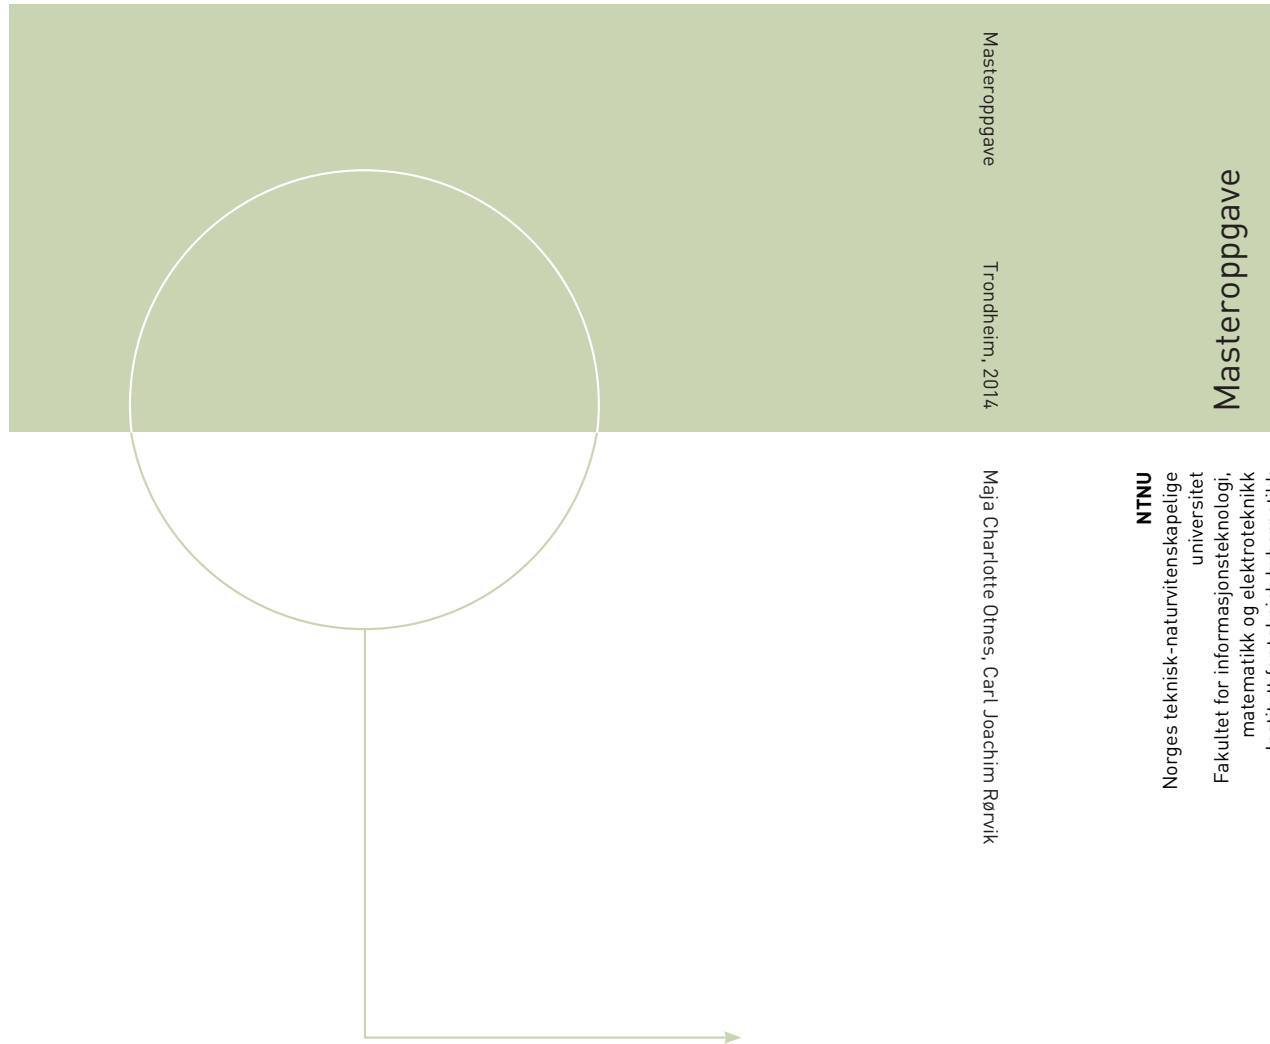 Masteroppgave
Trondheim, 2014
Maja Charlotte Otnes, Carl Joachim Rørvik
Masteroppgave
NTNU
Norges teknisk-naturvitenskapelige
universitet
Fakultet for informasjonsteknologi,
matematikk og elektroteknikk